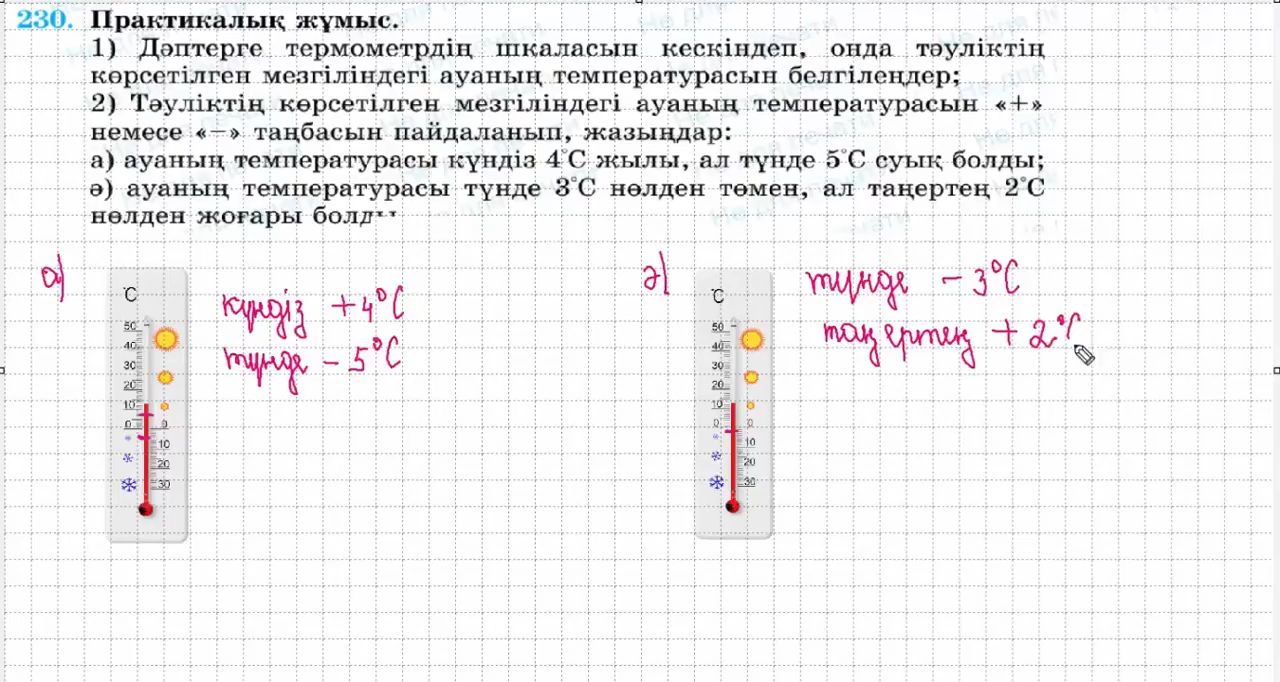 230. Практикалық жұмыс.
1) Дәптерге термометрдің шкаласын кескіндеп, онда тәуліктің
көрсетілген мезгіліндегі ауаның температурасын белгілеңдер;
2) Тәуліктің көрсетілген мезгіліндегі ауаның температурасын «+»
немесе «−» таңбасын пайдаланып, жазыңдар:
а) ауаның температурасы күндіз 4°С жылы, ал түнде 5°С суық болды;
ә) ауаның температурасы түнде 3°С нөлден төмен, ал таңертең 2°С
нөлден жоғары болды
а)
°C
50
40
30
20
10
0 0
10
20
30
күндіз +4°С
түнде −5°С
ә)
°C
50
40
30
20
10
0 0
10
20
30
түнде −3°С
таңертең +2°С